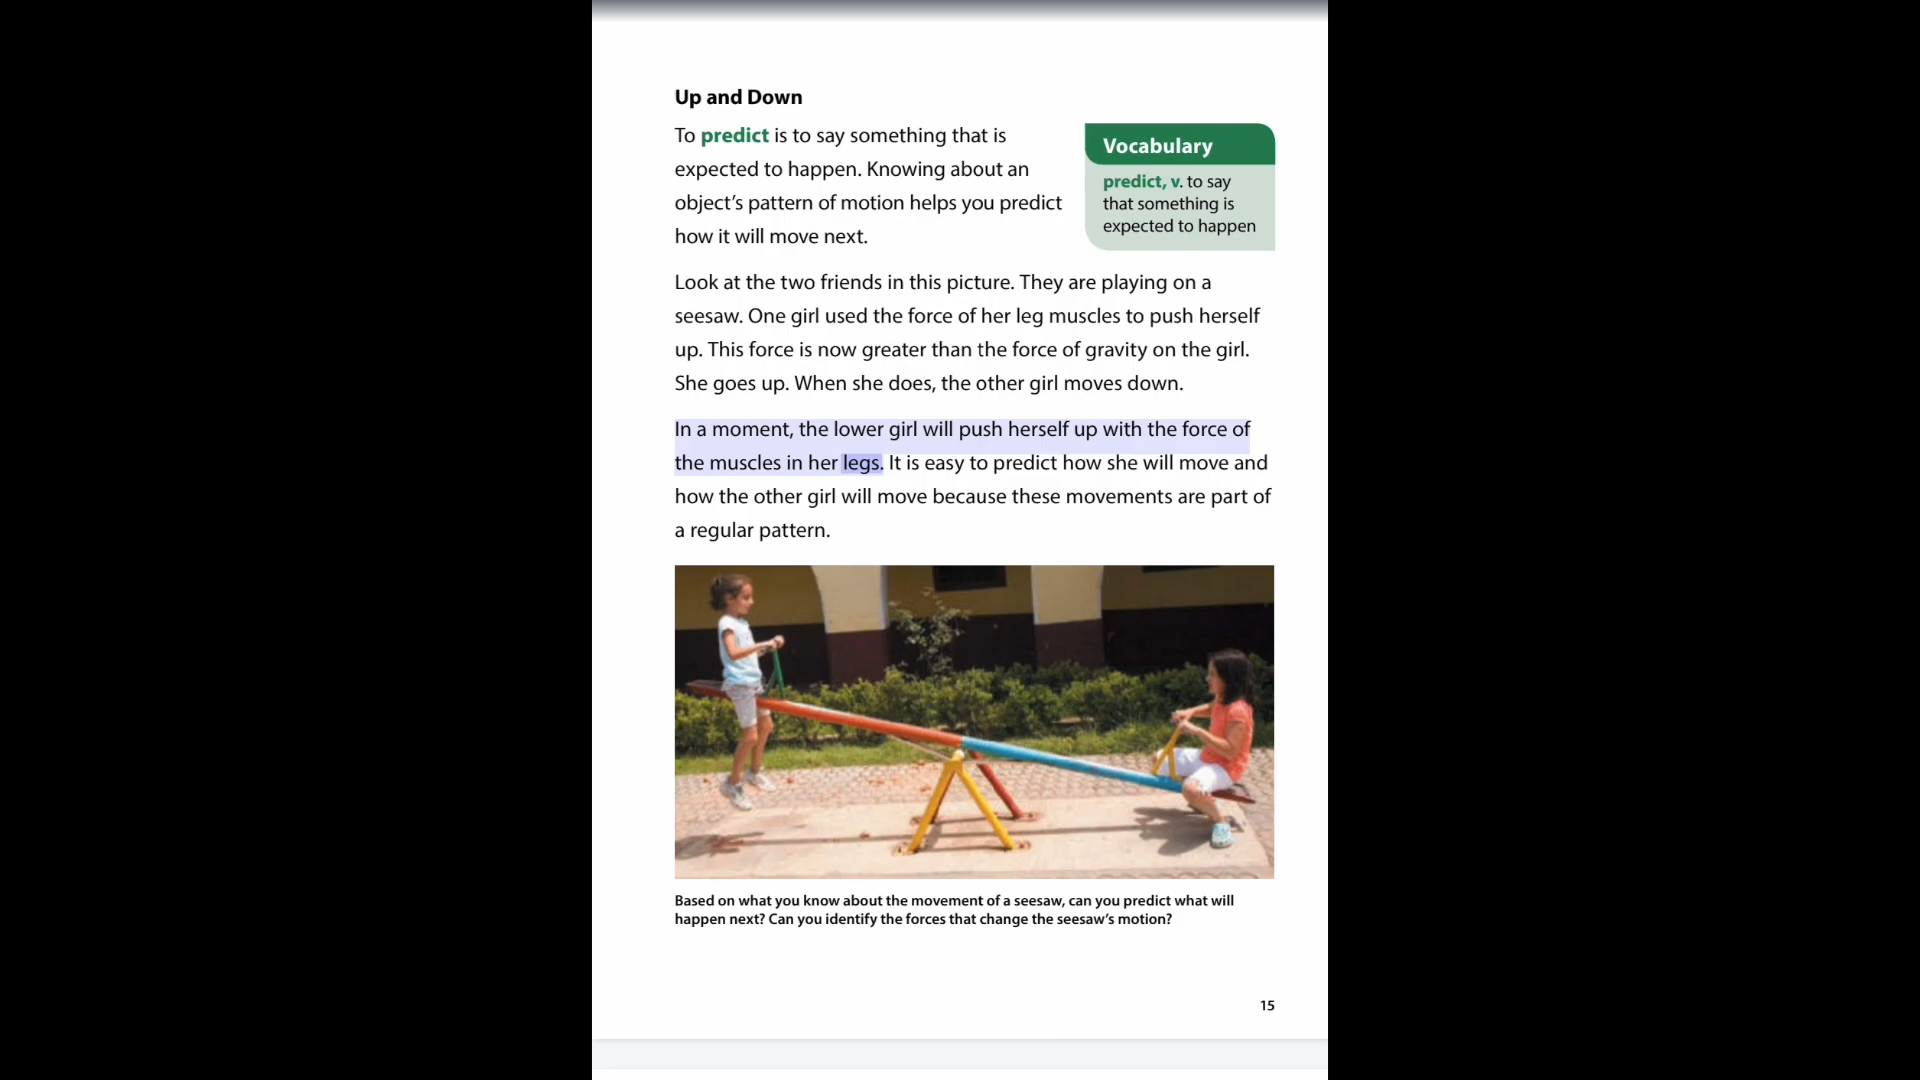 Up and Down
To predict is to say something that is
expected to happen. Knowing about an
object’s pattern of motion helps you predict
how it will move next.
Vocabulary
predict, v. to say
that something is
expected to happen
Look at the two friends in this picture. They are playing on a
seesaw. One girl used the force of her leg muscles to push herself
up. This force is now greater than the force of gravity on the girl.
She goes up. When she does, the other girl moves down.
In a moment, the lower girl will push herself up with the force of
the muscles in her legs. It is easy to predict how she will move and
how the other girl will move because these movements are part of
a regular pattern.
Based on what you know about the movement of a seesaw, can you predict what will
happen next? Can you identify the forces that change the seesaw’s motion?
15